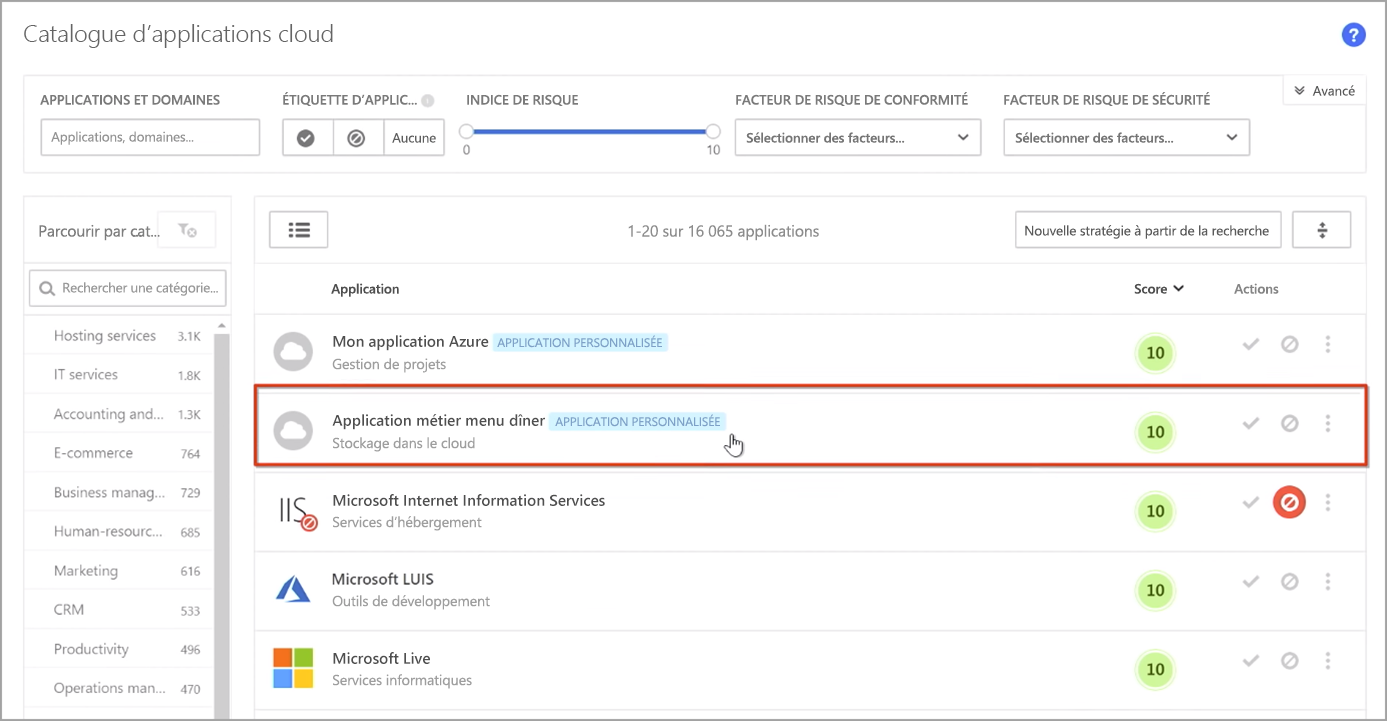 Catalogue d'applications cloud
?
APPLICATIONS ET DOMAINES
ÉTIQUETTE D'APPLIC...
INDICE DE RISQUE
FACTEUR DE RISQUE DE CONFORMITÉ
FACTEUR DE RISQUE DE SÉCURITÉ
Avancé
Applications, domaines...
Aucune
0
10
Sélectionner des facteurs...
Sélectionner des facteurs...
Parcourir par cat...
1-20 sur 16 065 applications
Nouvelle stratégie à partir de la recherche
Rechercher une catégorie...
Hosting services 3.1K
IT services 1.8K
Accounting and... 1.3K
E-commerce 764
Business manag... 729
Human-resourc... 685
Marketing 616
CRM 533
Productivity 496
Operations man... 470
Application Score Actions
Mon application Azure APPLICATION PERSONNALISÉE
Gestion de projets
10
Application métier menu dîner APPLICATION PERSONNALISÉE
Stockage dans le cloud
10
IIS
Microsoft Internet Information Services
Services d'hébergement
10
Microsoft LUIS
Outils de développement
10
Microsoft Live
Services informatiques
10